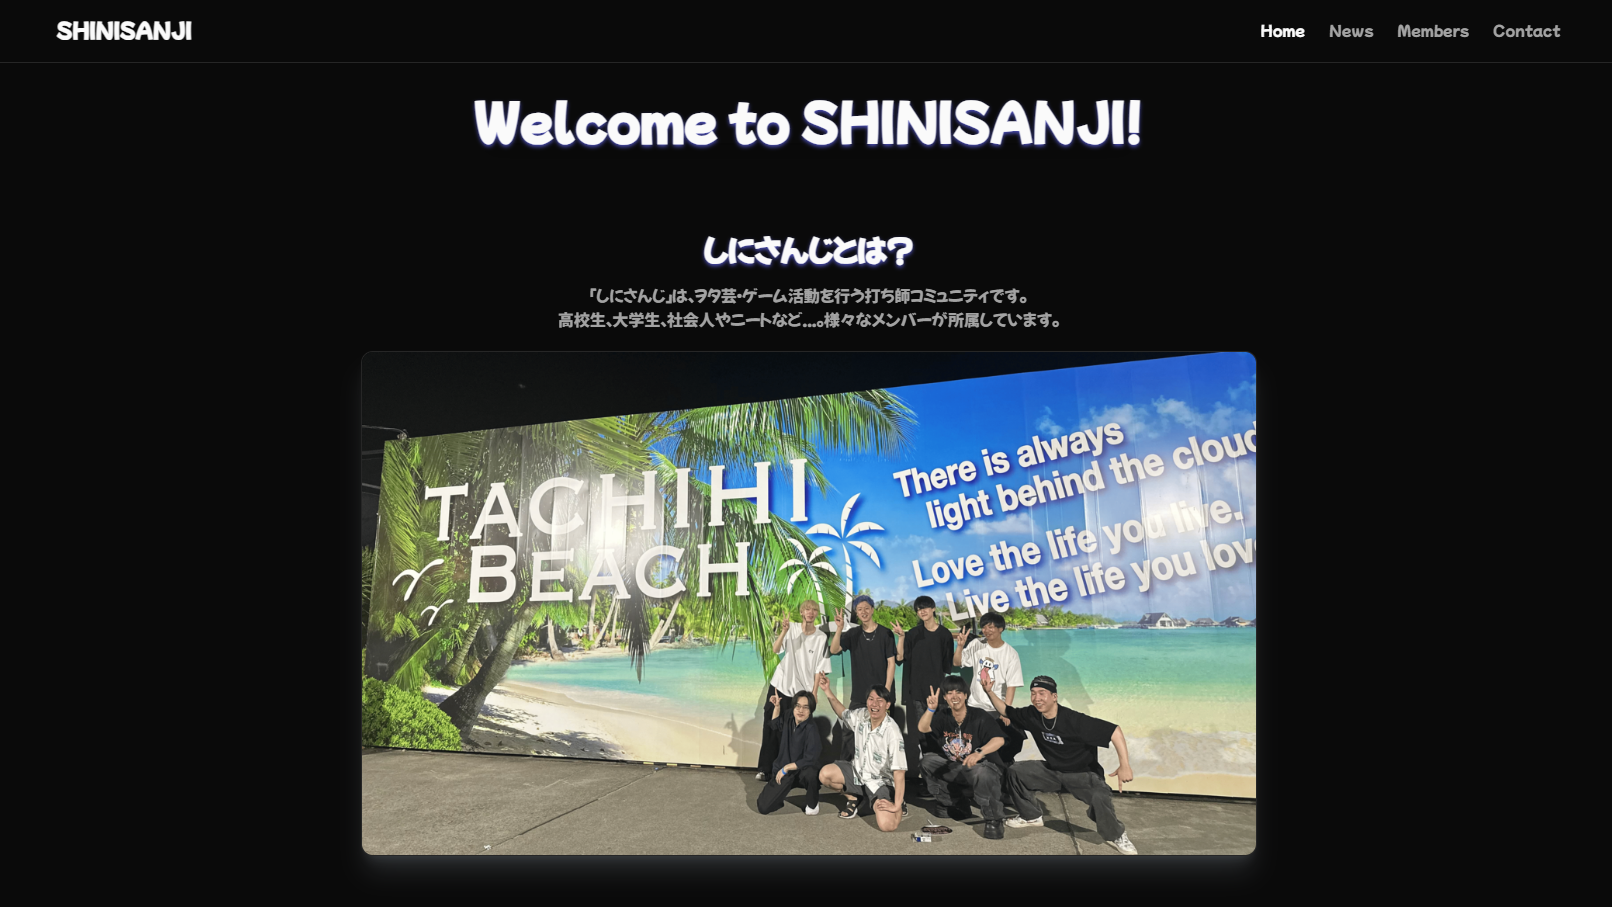 SHINISANJI
Home News Members Contact
Welcome to SHINISANJI!
しにさんじとは?
「しにさんじ」は、ヲタ芸・ゲーム活動を行う打ち師コミュニティです。
高校生、大学生、社会人やニートなど...。様々なメンバーが所属しています。
TACHIHI
BEACH
There is always
light behind the cloud
Love the life you live.
Live the life you lov